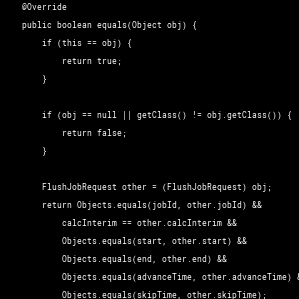 @Override
public boolean equals(Object obj) {
if (this == obj) {
return true;
}
if (obj == null || getClass() != obj.getClass()) {
return false;
}
FlushJobRequest other = (FlushJobRequest) obj;
return Objects.equals(jobId, other.jobId) &&
calcInterim == other.calcInterim &&
Objects.equals(start, other.start) &&
Objects.equals(end, other.end) &&
Objects.equals(advanceTime, other.advanceTime) &
Objects.equals(skipTime, other.skipTime);